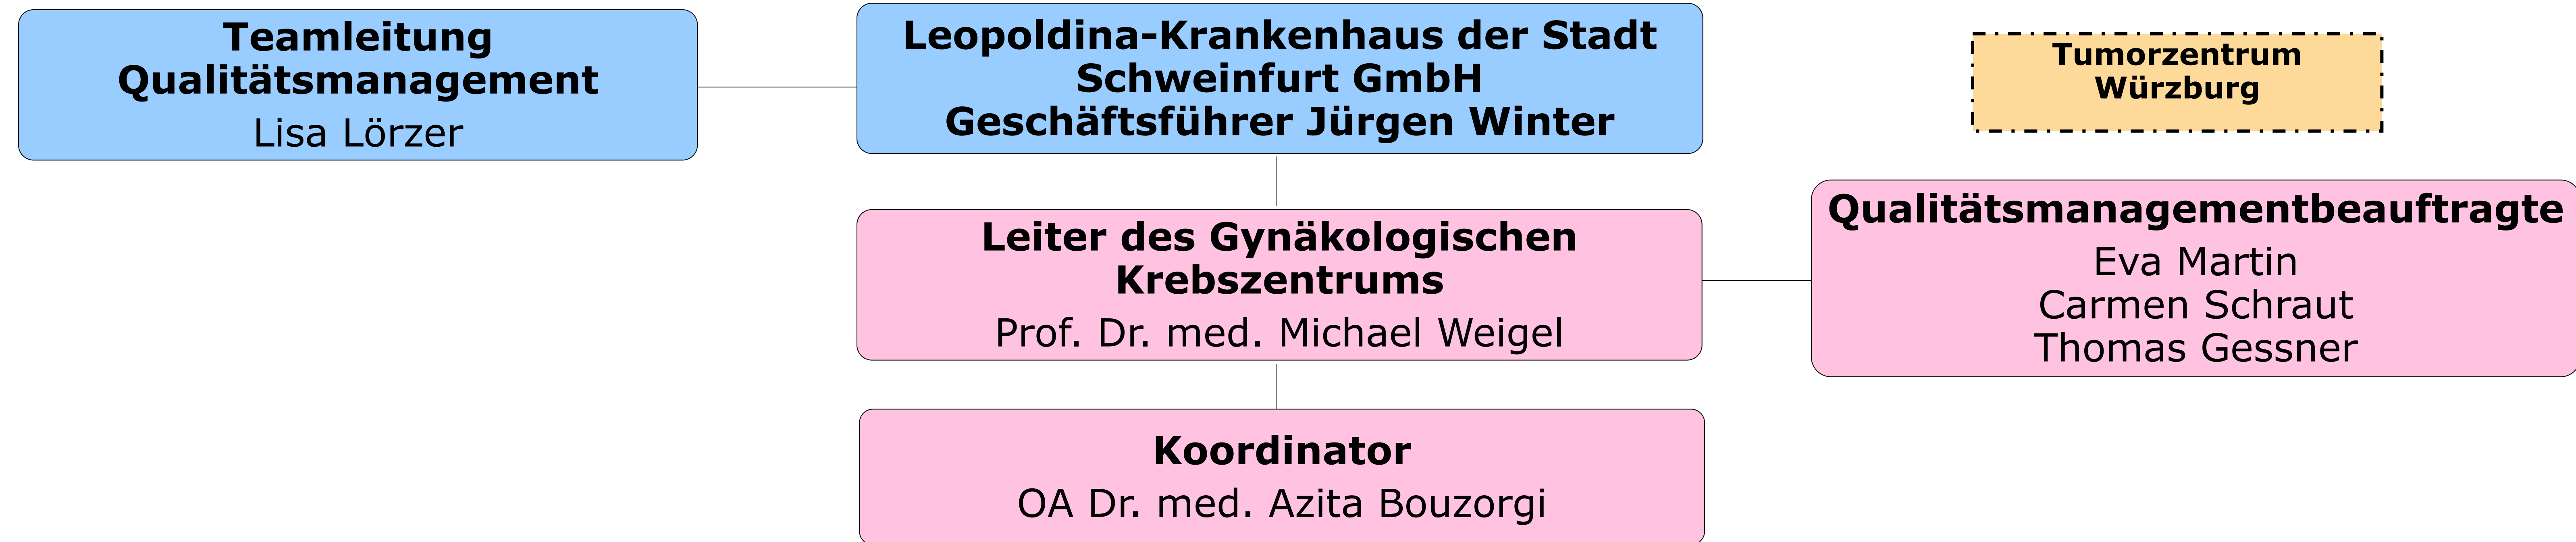 Teamleitung
Qualitätsmanagement
Lisa Lörzer
Leopoldina-Krankenhaus der Stadt
Schweinfurt GmbH
Geschäftsführer Jürgen Winter
Tumorzentrum
Würzburg
Leiter des Gynäkologischen
Krebszentrums
Prof. Dr. med. Michael Weigel
Qualitätsmanagementbeauftragte
Eva Martin
Carmen Schraut
Thomas Gessner
Koordinator
OA Dr. med. Azita Bouzorgi